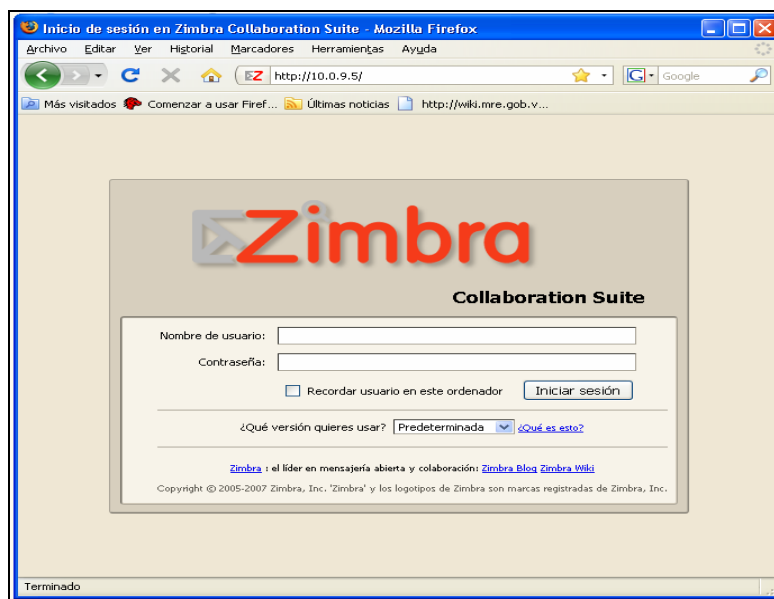 Inicio de sesión en Zimbra Collaboration Suite - Mozilla Firefox
Archivo Editar Ver Historial Marcadores Herramientas Ayuda
http://10.0.9.5/ G Google
Más visitados Comenzar a usar Firef... Últimas noticias http://wiki.mre.gob.v...
Zimbra
Collaboration Suite
Nombre de usuario:
Contraseña:
Recordar usuario en este ordenador Iniciar sesión
¿Qué versión quieres usar? Predeterminada ¿Qué es esto?
Zimbra : el líder en mensajería abierta y colaboración: Zimbra Blog Zimbra Wiki
Copyright © 2005-2007 Zimbra, Inc. 'Zimbra' y los logotipos de Zimbra son marcas registradas de Zimbra, Inc.
Terminado